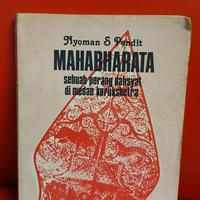 Nyoman S Pendit
MAHABHARATA
sebuah perang dahsyat
di medan kurukshetra